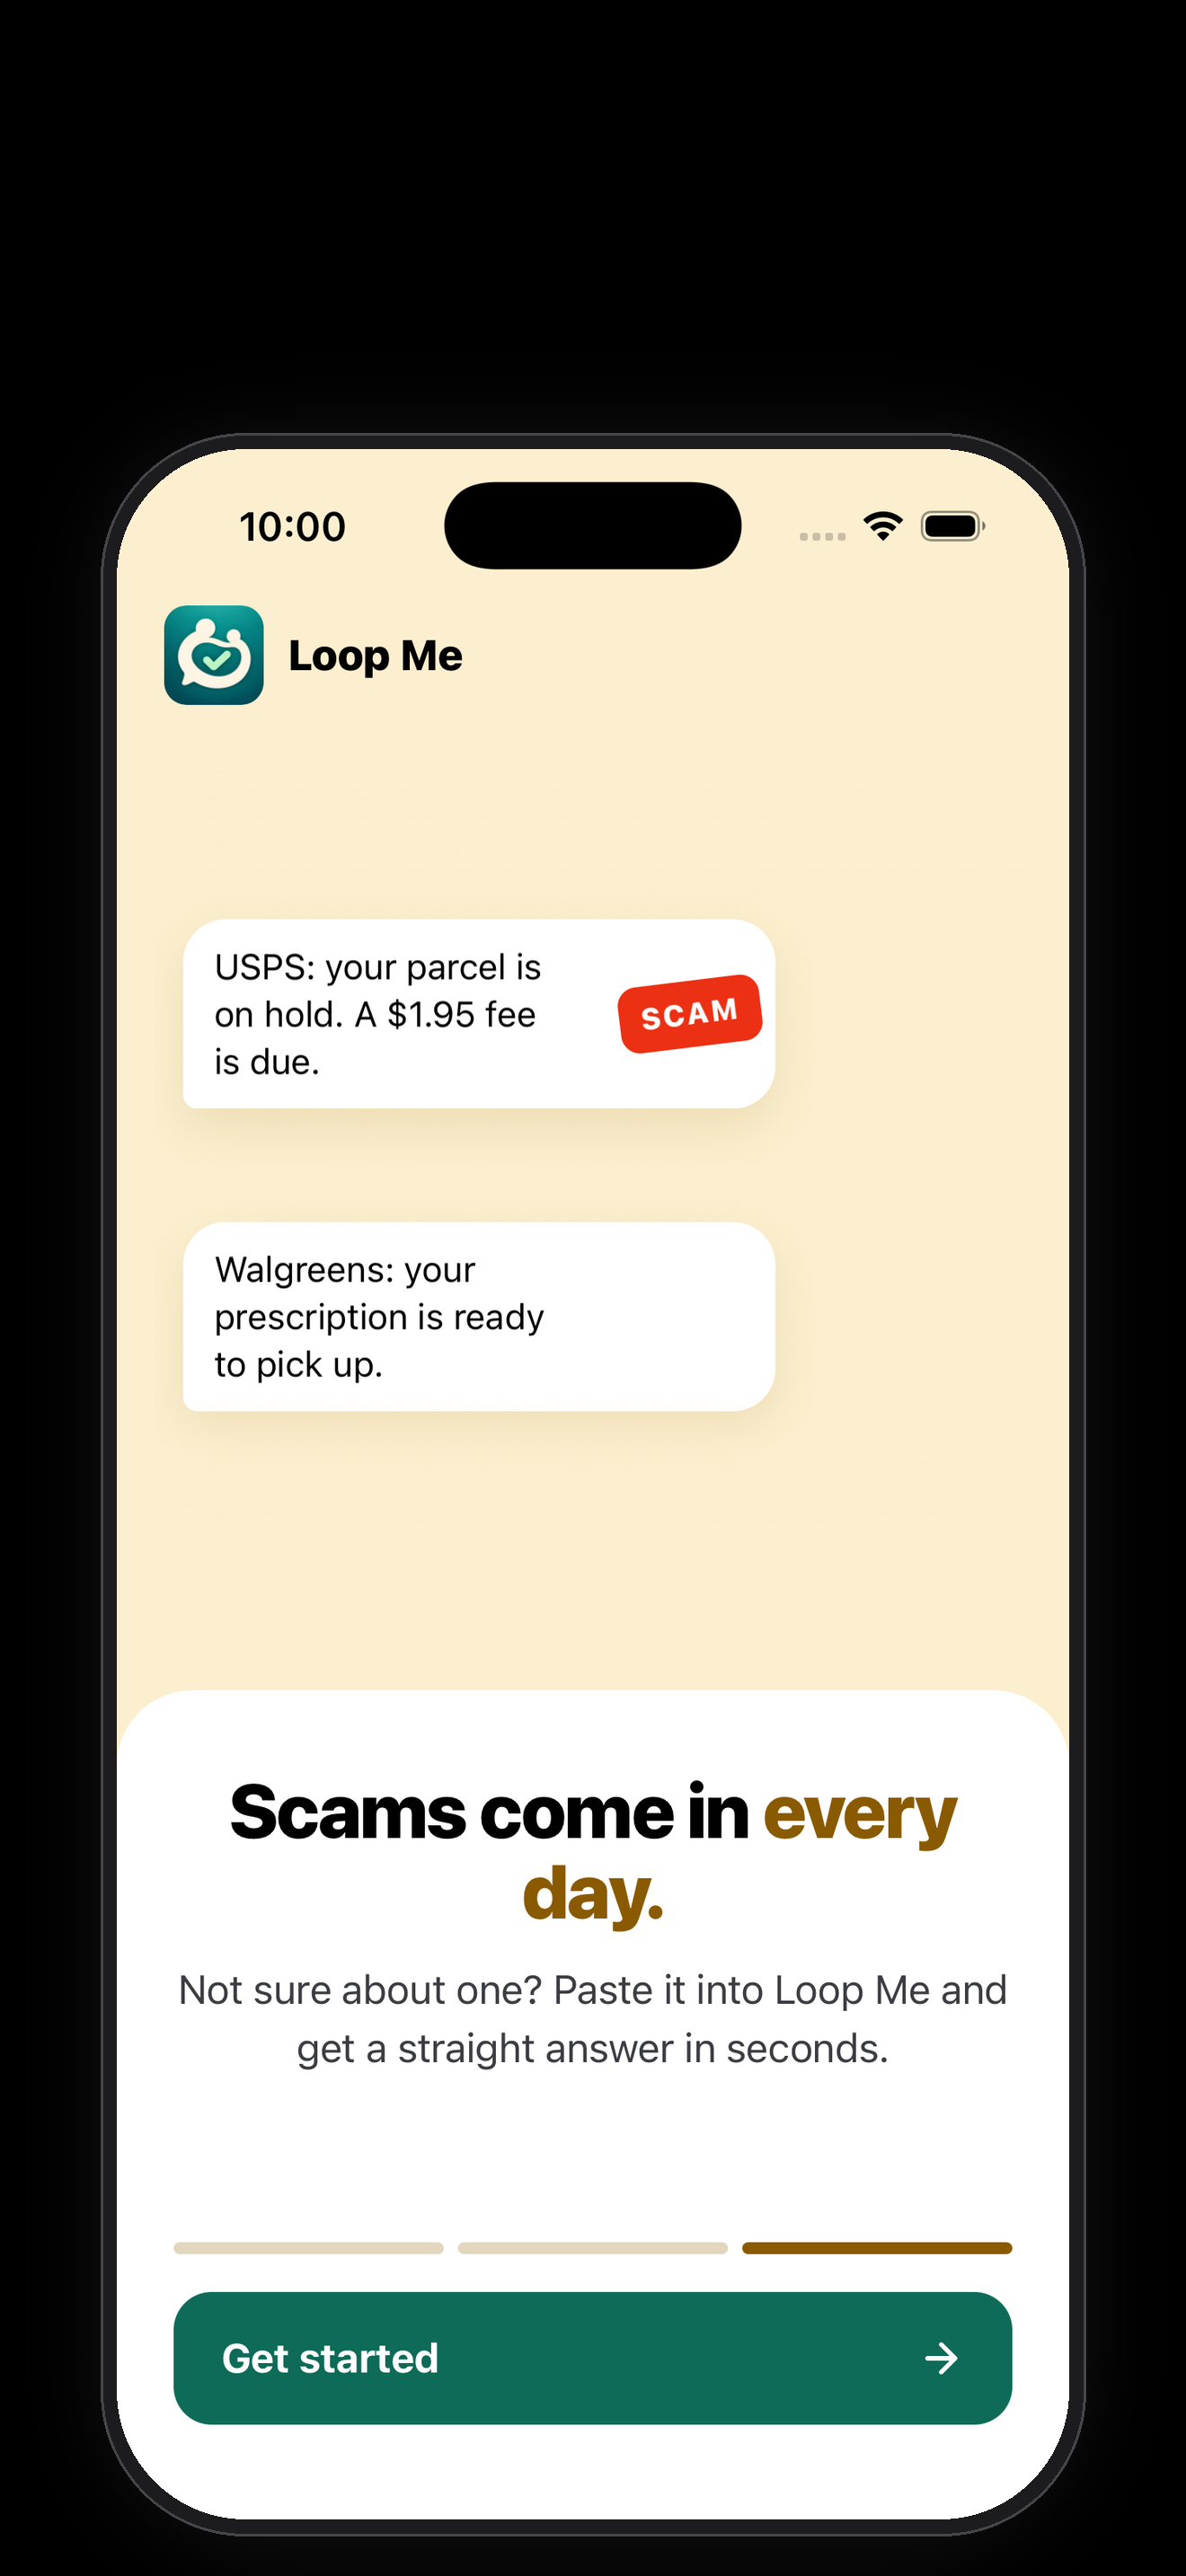 10:00
Loop Me
USPS: your parcel is
on hold. A $1.95 fee
is due.
SCAM
Walgreens: your
prescription is ready
to pick up.
Scams come in every
day.
Not sure about one? Paste it into Loop Me and
get a straight answer in seconds.
Get started